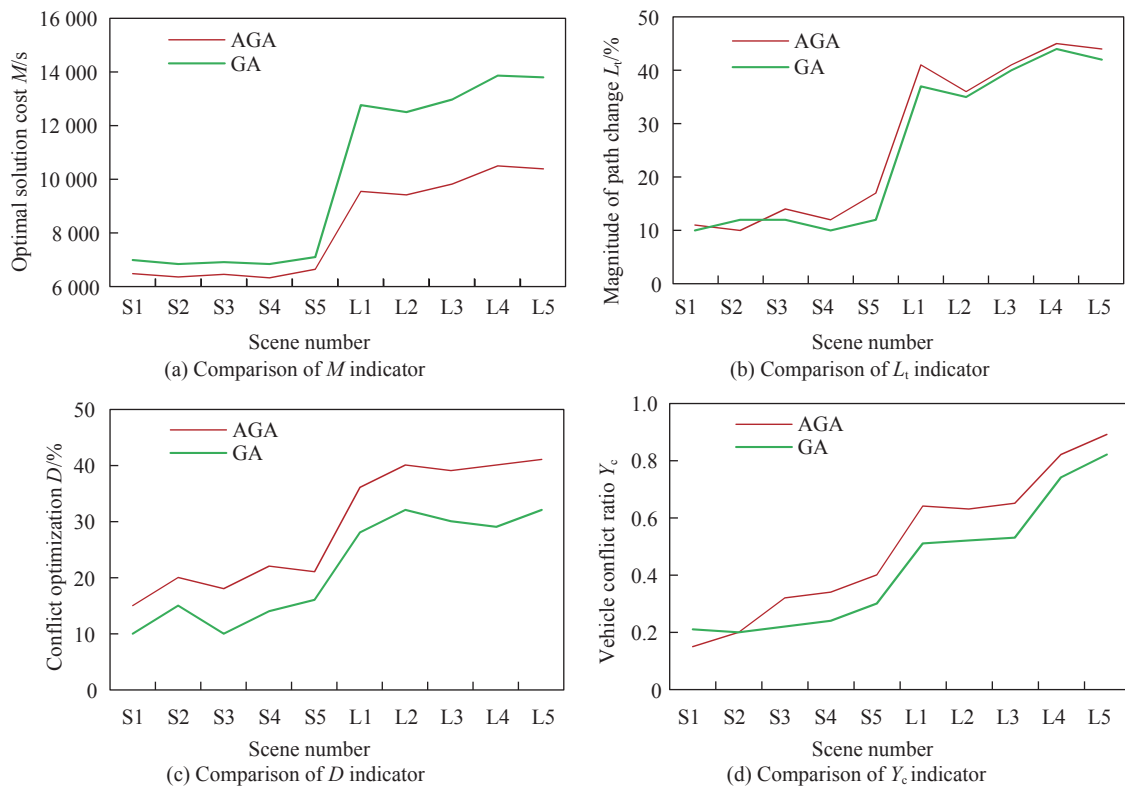 16 000
14 000
12 000
10 000
8 000
6 000
Optimal solution cost M/s
AGA
GA
S1 S2 S3 S4 S5 L1 L2 L3 L4 L5
Scene number
(a) Comparison of M indicator
50
40
30
20
10
0
Magnitude of path change Lt/%
AGA
GA
S1 S2 S3 S4 S5 L1 L2 L3 L4 L5
Scene number
(b) Comparison of Lt indicator
50
40
30
20
10
0
Conflict optimization D/%
AGA
GA
S1 S2 S3 S4 S5 L1 L2 L3 L4 L5
Scene number
(c) Comparison of D indicator
1.0
0.8
0.6
0.4
0.2
0
Vehicle conflict ratio Yc
AGA
GA
S1 S2 S3 S4 S5 L1 L2 L3 L4 L5
Scene number
(d) Comparison of Yc indicator